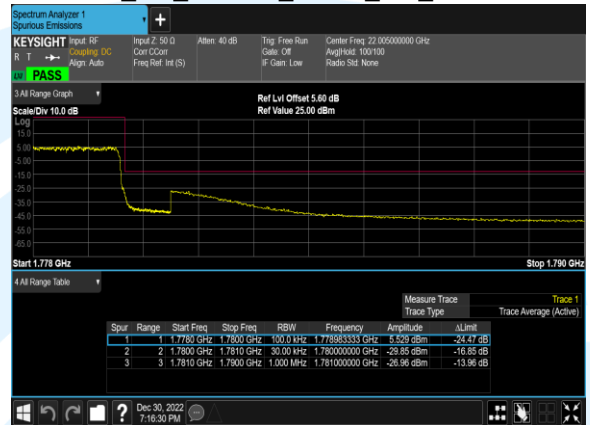 Spectrum Analyzer 1
Spurious Emissions
+
KEYSIGHT Input: RF Input Z: 50 Ω Atten: 40 dB Trig: Free Run Center Freq: 22.005000000 GHz
R T Coupling: DC Corr CCorr Gate: Off Avg|Hold: 100/100
Align: Auto Freq Ref: Int (S) IF Gain: Low Radio Std: None
LM PASS
3 All Range Graph
Ref Lvl Offset 5.60 dB
Scale/Div 10.0 dB Ref Value 25.00 dBm
Log
15.0
5.00
-5.00
-15.0
-25.0
-35.0
-45.0
-55.0
-65.0
Start 1.778 GHz Stop 1.790 GHz
4 All Range Table
Measure Trace Trace 1
Trace Type Trace Average (Active)
Spur Range Start Freq Stop Freq RBW Frequency Amplitude ΔLimit
1 1 1.7780 GHz 1.7800 GHz 100.0 kHz 1.778983333 GHz 5.529 dBm -24.47 dB
2 2 1.7800 GHz 1.7810 GHz 30.00 kHz 1.780000000 GHz -29.85 dBm -16.85 dB
3 3 1.7810 GHz 1.7900 GHz 1.000 MHz 1.781000000 GHz -26.96 dBm -13.96 dB
? Dec 30, 2022
7:16:30 PM